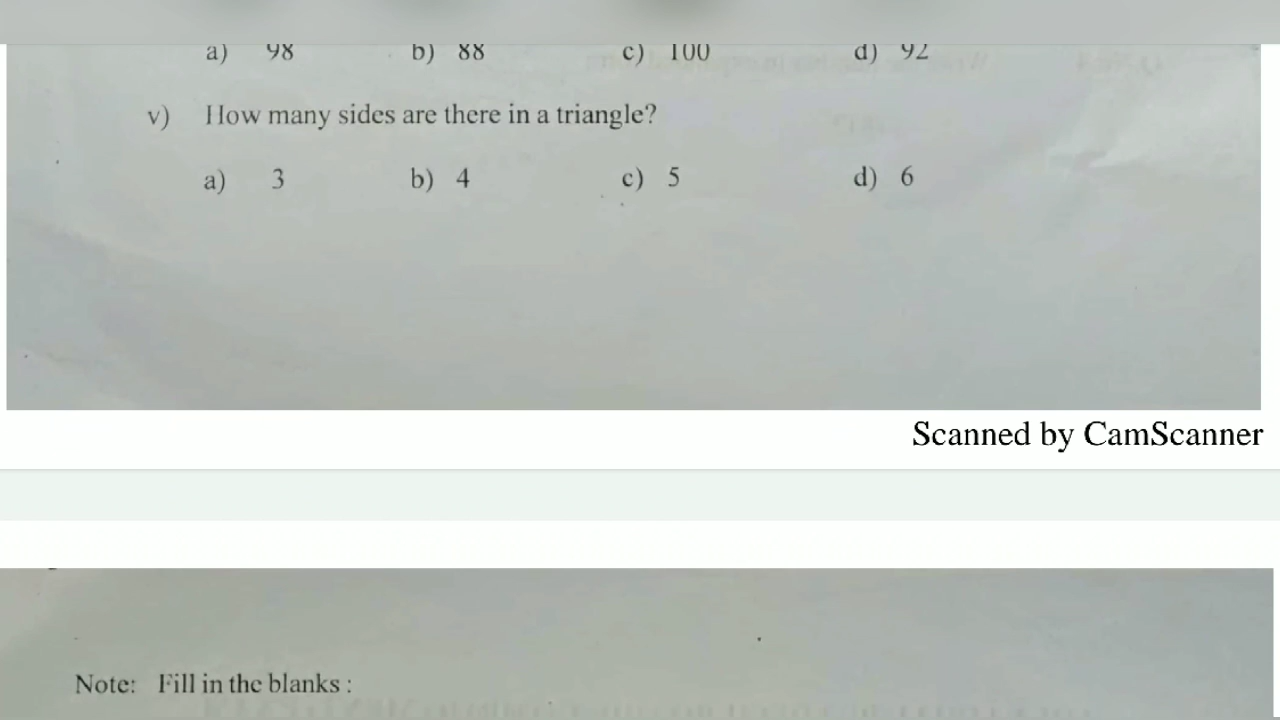 a) 98 b) 88 c) 100 d) 92
v) How many sides are there in a triangle?
a) 3 b) 4 c) 5 d) 6
Scanned by CamScanner
Note: Fill in the blanks :